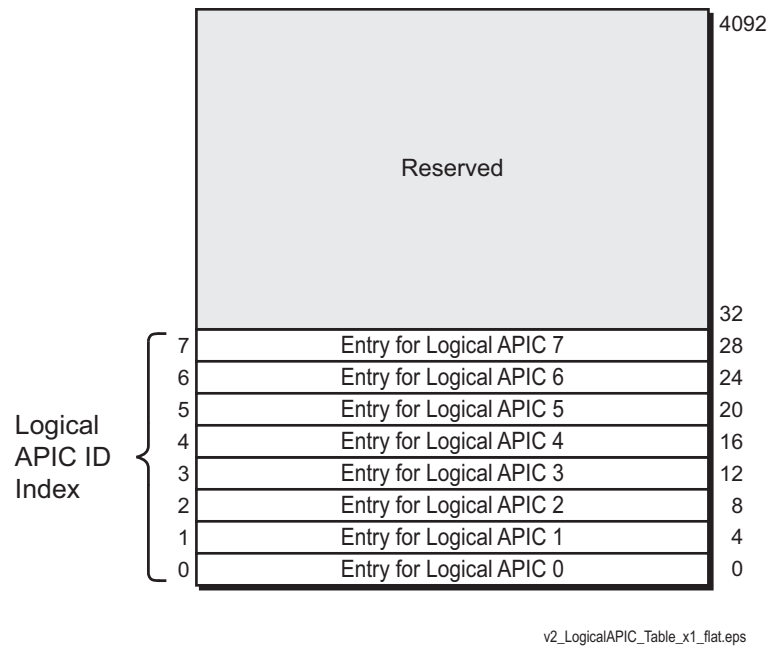 4092
Reserved
32
7 Entry for Logical APIC 7 28
6 Entry for Logical APIC 6 24
5 Entry for Logical APIC 5 20
4 Entry for Logical APIC 4 16
3 Entry for Logical APIC 3 12
2 Entry for Logical APIC 2 8
1 Entry for Logical APIC 1 4
0 Entry for Logical APIC 0 0
Logical
APIC ID
Index
v2_LogicalAPIC_Table_x1_flat.eps